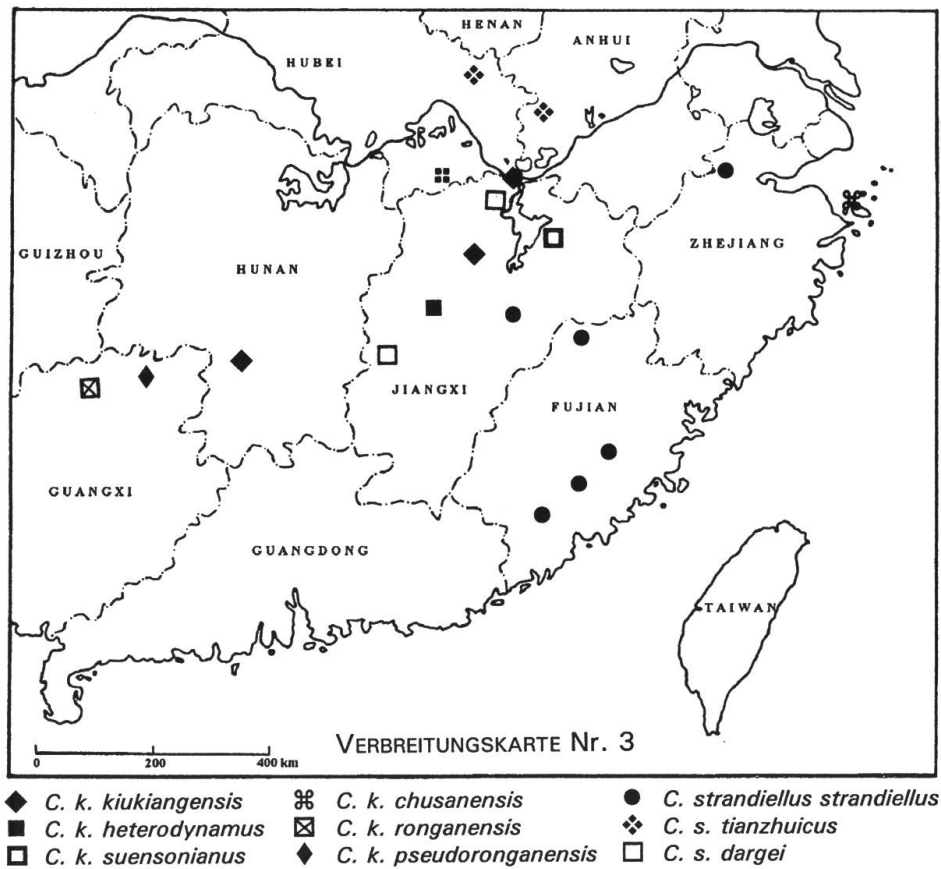 HENAN
ANHUI
HUBEI
GUIZHOU
HUNAN
ZHEJIANG
JIANGXI
FUJIAN
GUANGXI
GUANGDONG
TAIWAN
VERBREITUNGSKARTE Nr. 3
0 200 400 km
C. k. kiukiangensis C. k. chusanensis C. strandiellus strandiellus
C. k. heterodynamus C. k. ronganensis C. s. tianzhuicus
C. k. suensonianus C. k. pseudoronganensis C. s. dargei